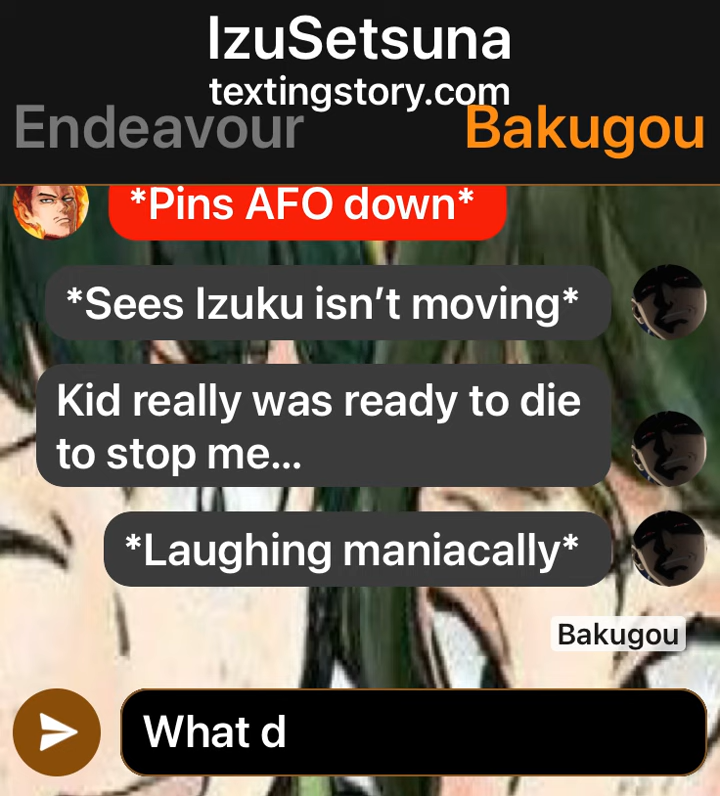 IzuSetsuna
textingstory.com
Endeavour
Bakugou
*Pins AFO down*
*Sees Izuku isn’t moving*
Kid really was ready to die
to stop me...
*Laughing maniacally*
Bakugou
What d